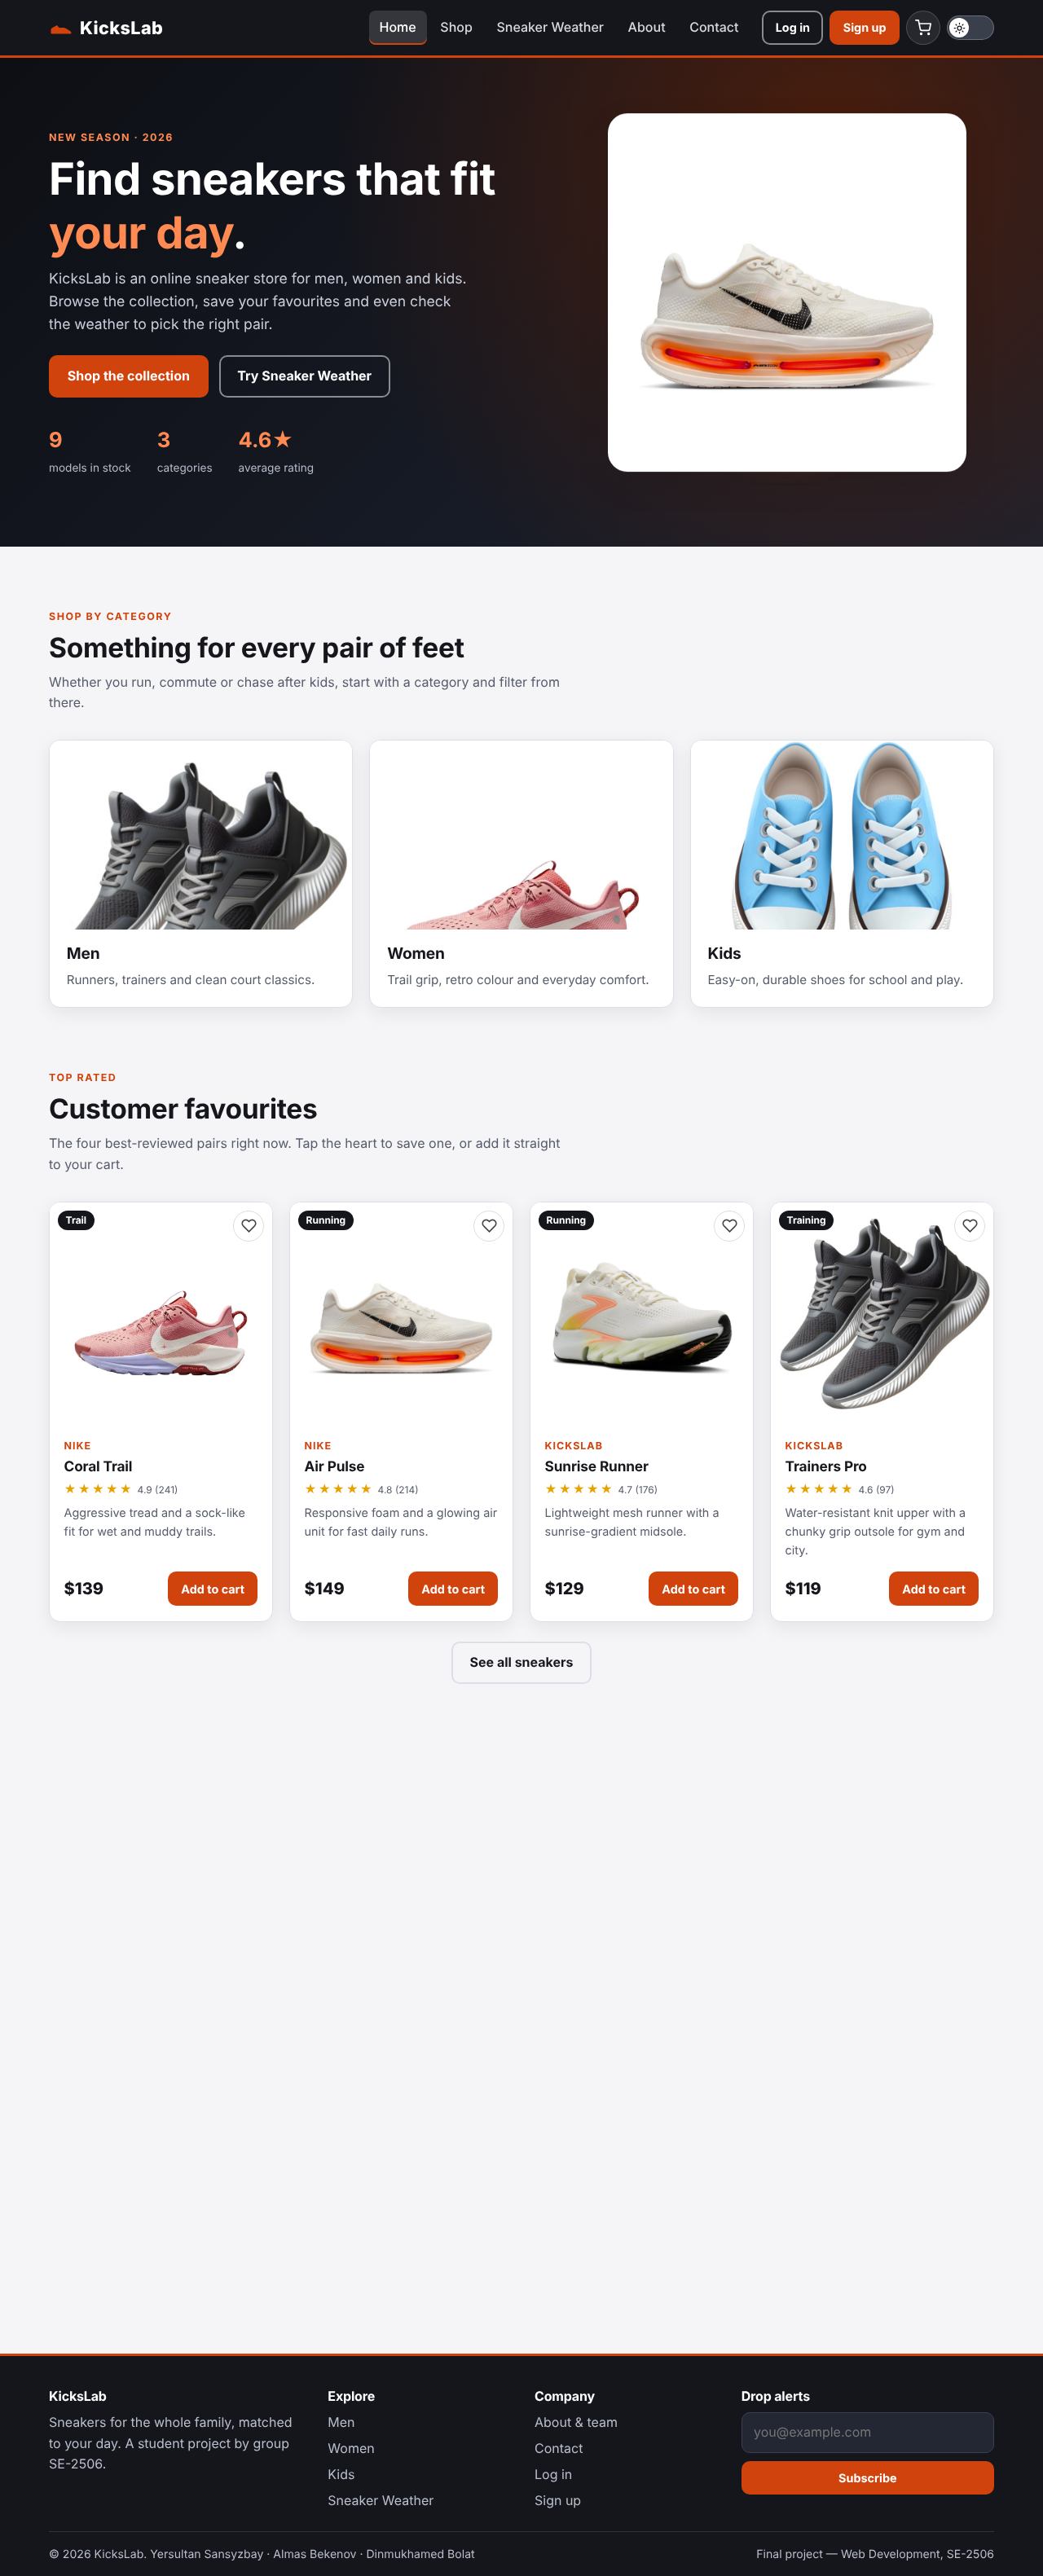 KicksLab
Home
Shop
Sneaker Weather
About
Contact
Log in
Sign up
NEW SEASON · 2026
Find sneakers that fit
your day.
KicksLab is an online sneaker store for men, women and kids.
Browse the collection, save your favourites and even check
the weather to pick the right pair.
Shop the collection
Try Sneaker Weather
9
models in stock
3
categories
4.6★
average rating
SHOP BY CATEGORY
Something for every pair of feet
Whether you run, commute or chase after kids, start with a category and filter from
there.
Men
Runners, trainers and clean court classics.
Women
Trail grip, retro colour and everyday comfort.
Kids
Easy-on, durable shoes for school and play.
TOP RATED
Customer favourites
The four best-reviewed pairs right now. Tap the heart to save one, or add it straight
to your cart.
Trail
NIKE
Coral Trail
★★★★★ 4.9 (241)
Aggressive tread and a sock-like
fit for wet and muddy trails.
$139
Add to cart
Running
NIKE
Air Pulse
★★★★★ 4.8 (214)
Responsive foam and a glowing air
unit for fast daily runs.
$149
Add to cart
Running
KICKSLAB
Sunrise Runner
★★★★★ 4.7 (176)
Lightweight mesh runner with a
sunrise-gradient midsole.
$129
Add to cart
Training
KICKSLAB
Trainers Pro
★★★★★ 4.6 (97)
Water-resistant knit upper with a
chunky grip outsole for gym and
city.
$119
Add to cart
See all sneakers
KicksLab
Sneakers for the whole family, matched
to your day. A student project by group
SE-2506.
Explore
Men
Women
Kids
Sneaker Weather
Company
About & team
Contact
Log in
Sign up
Drop alerts
you@example.com
Subscribe
© 2026 KicksLab. Yersultan Sansyzbay · Almas Bekenov · Dinmukhamed Bolat
Final project — Web Development, SE-2506